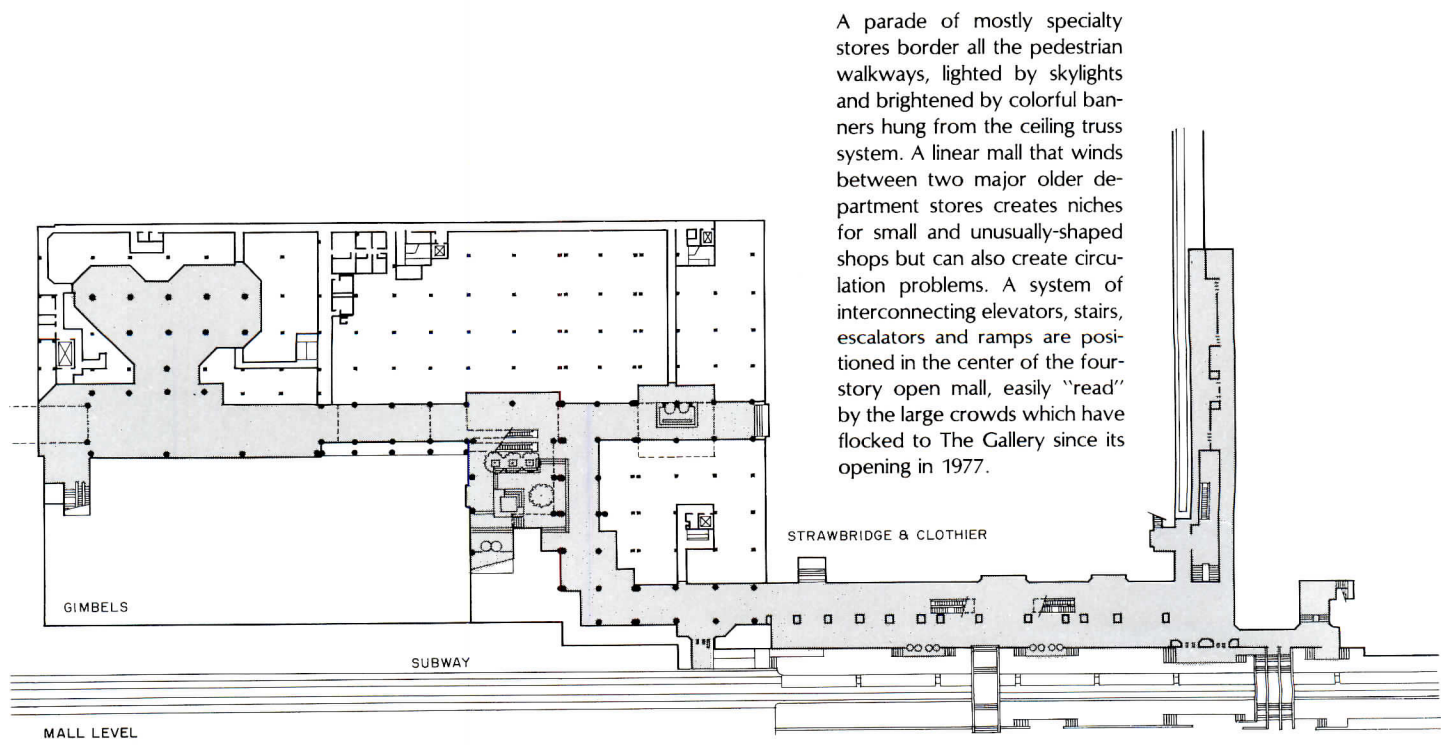 A parade of mostly specialty
stores border all the pedestrian
walkways, lighted by skylights
and brightened by colorful ban-
ners hung from the ceiling truss
system. A linear mall that winds
between two major older de-
partment stores creates niches
for small and unusually-shaped
shops but can also create circu-
lation problems. A system of
interconnecting elevators, stairs,
escalators and ramps are posi-
tioned in the center of the four-
story open mall, easily "read"
by the large crowds which have
flocked to The Gallery since its
opening in 1977.
STRAWBRIDGE & CLOTHIER
GIMBELS
SUBWAY
MALL LEVEL